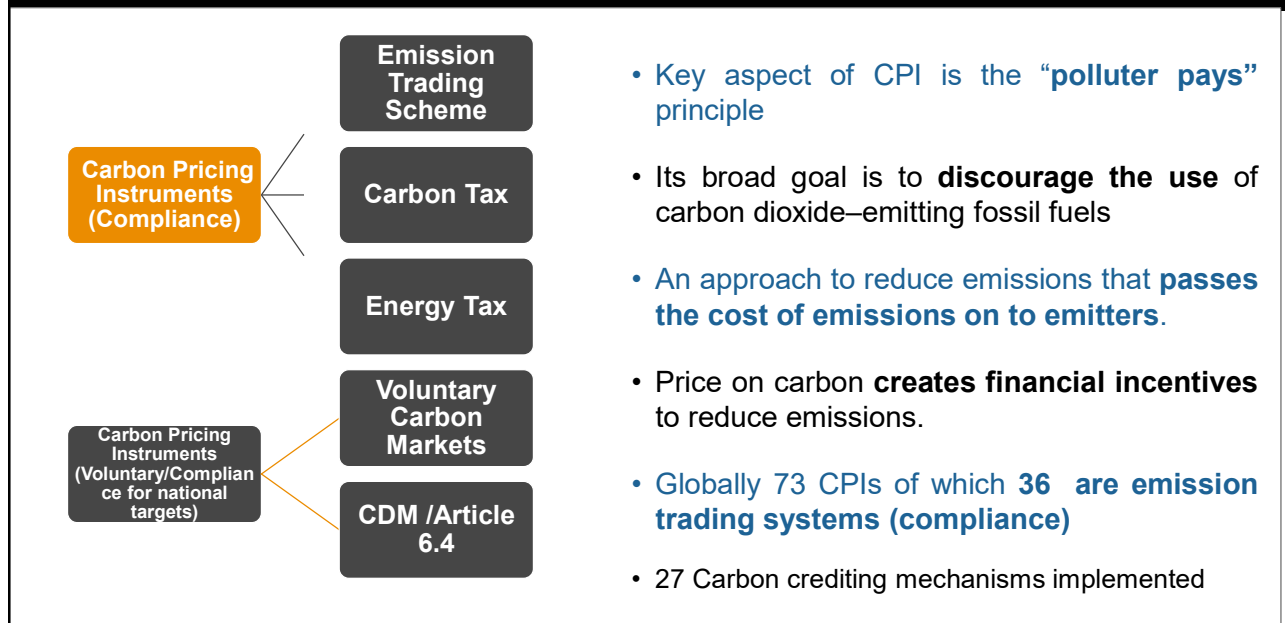 Emission
Trading
Scheme
Carbon Pricing
Instruments
(Compliance)
Carbon Tax
Energy Tax
Voluntary
Carbon
Markets
Carbon Pricing
Instruments
(Voluntary/Complian
ce for national
targets)
CDM /Article
6.4
• Key aspect of CPI is the “polluter pays”
principle
• Its broad goal is to discourage the use of
carbon dioxide–emitting fossil fuels
• An approach to reduce emissions that passes
the cost of emissions on to emitters.
• Price on carbon creates financial incentives
to reduce emissions.
• Globally 73 CPIs of which 36 are emission
trading systems (compliance)
• 27 Carbon crediting mechanisms implemented